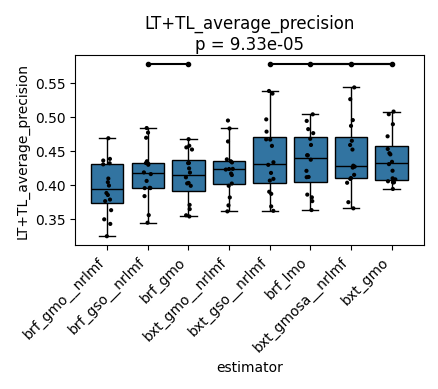 LT+TL_average_precision
p = 9.33e-05
LT+TL_average_precision
0.55
0.50
0.45
0.40
0.35
brf_gmo__nrlmf
brf_gso__nrlmf
brf_gmo
bxt_gmo__nrlmf
bxt_gso__nrlmf
brf_lmo
bxt_gmosa__nrlmf
bxt_gmo
estimator